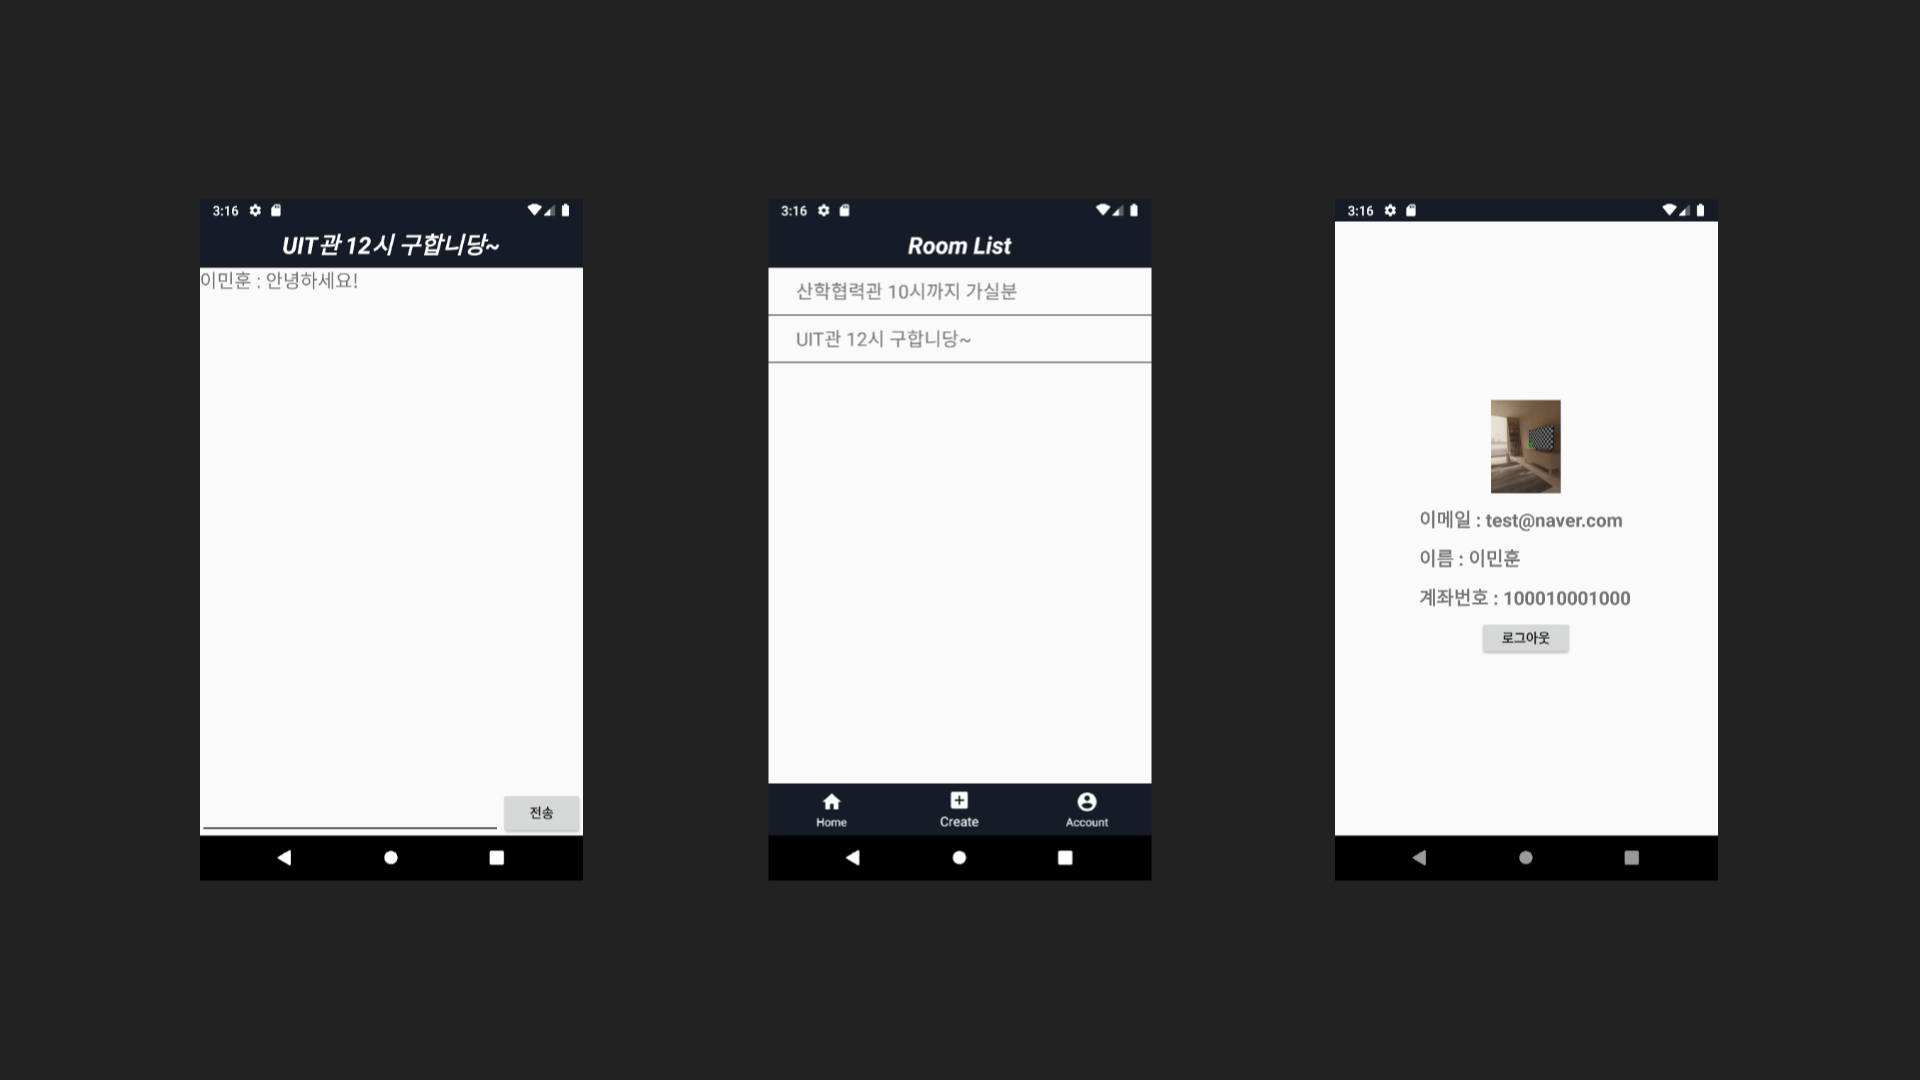 3:16
UIT관 12시 구합니당~
이민훈 : 안녕하세요!
전송
3:16
Room List
산학협력관 10시까지 가실분
UIT관 12시 구합니당~
Home
Create
Account
3:16
이메일 : test@naver.com
이름 : 이민훈
계좌번호 : 100010001000
로그아웃